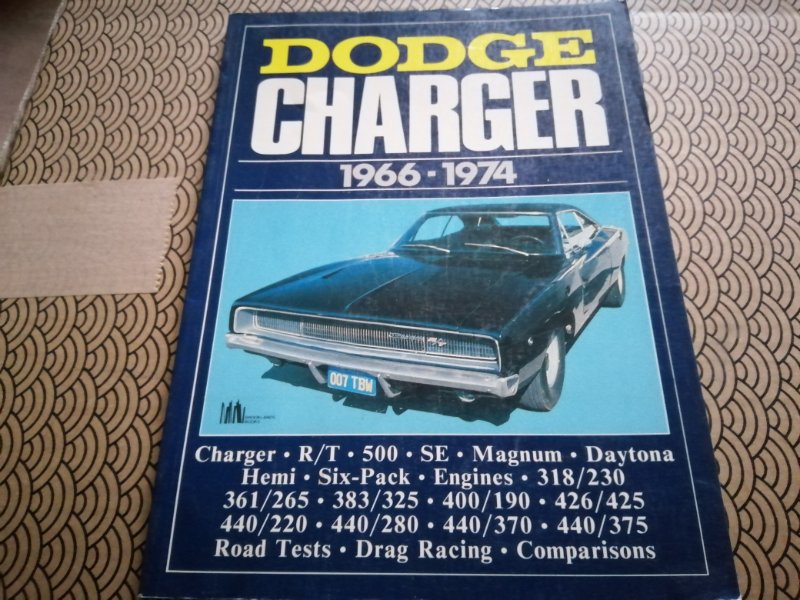 DODGE
CHARGER
1966 - 1974
007 TBW
BROOKLANDS
BOOKS
Charger • R/T • 500 • SE • Magnum • Daytona
Hemi • Six-Pack • Engines • 318/230
361/265 • 383/325 • 400/190 • 426/425
440/220 • 440/280 • 440/370 • 440/375
Road Tests • Drag Racing • Comparisons